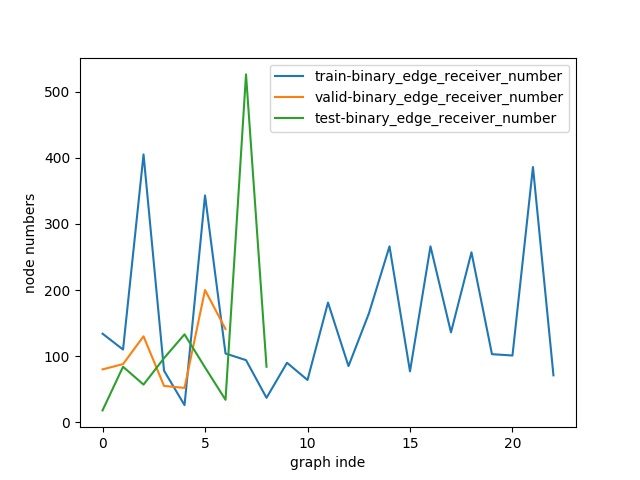 train-binary_edge_receiver_number
valid-binary_edge_receiver_number
test-binary_edge_receiver_number
500
400
300
200
100
0
node numbers
0 5 10 15 20
graph inde